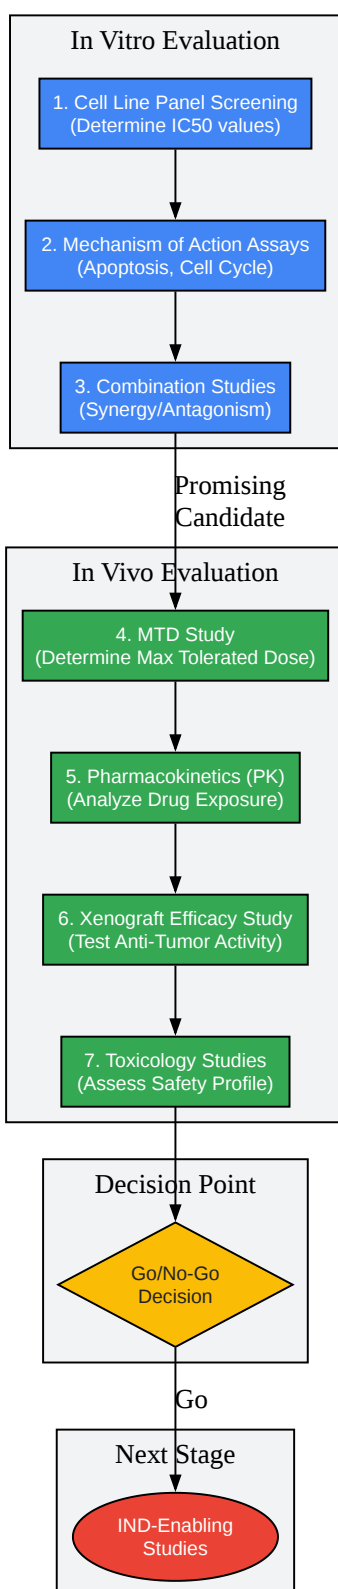 In Vitro Evaluation
1. Cell Line Panel Screening
(Determine IC50 values)
2. Mechanism of Action Assays
(Apoptosis, Cell Cycle)
3. Combination Studies
(Synergy/Antagonism)
Promising
Candidate
In Vivo Evaluation
4. MTD Study
(Determine Max Tolerated Dose)
5. Pharmacokinetics (PK)
(Analyze Drug Exposure)
6. Xenograft Efficacy Study
(Test Anti-Tumor Activity)
7. Toxicology Studies
(Assess Safety Profile)
Decision Point
Go/No-Go
Decision
Go
Next Stage
IND-Enabling
Studies